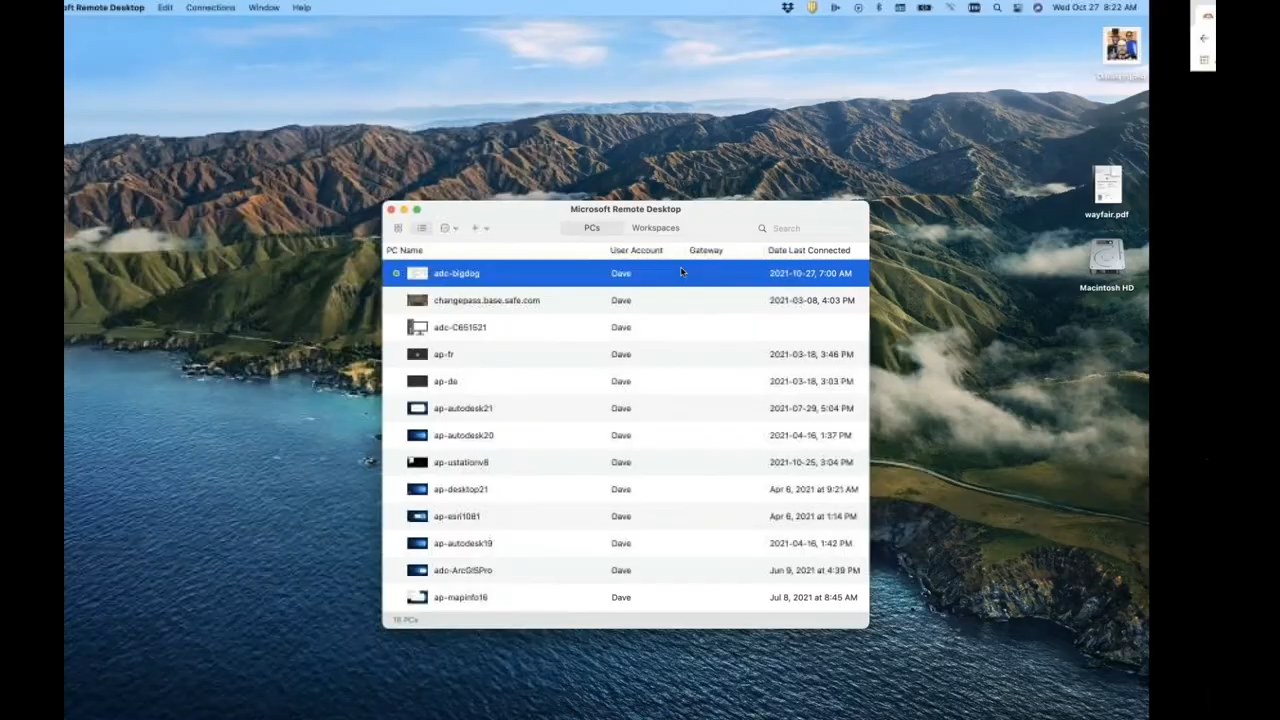 oft Remote Desktop Edit Connections Window Help Wed Oct 27 8:22 AM
wayfair.pdf
Macintosh HD
Microsoft Remote Desktop
PCs Workspaces Search
PC Name User Account Gateway Date Last Connected
adc-bigdog Dave 2021-10-27, 7:00 AM
changepass.base.safe.com Dave 2021-03-08, 4:03 PM
adc-C651521 Dave
ap-fr Dave 2021-03-18, 3:46 PM
ap-de Dave 2021-03-18, 3:03 PM
ap-autodesk21 Dave 2021-07-29, 5:04 PM
ap-autodesk20 Dave 2021-04-16, 1:37 PM
ap-ustationv8 Dave 2021-10-25, 3:04 PM
ap-desktop21 Dave Apr 6, 2021 at 9:21 AM
ap-esri1081 Dave Apr 6, 2021 at 1:14 PM
ap-autodesk19 Dave 2021-04-16, 1:42 PM
adc-ArcGISPro Dave Jun 9, 2021 at 4:39 PM
ap-mapinfo16 Dave Jul 8, 2021 at 8:45 AM
PCs